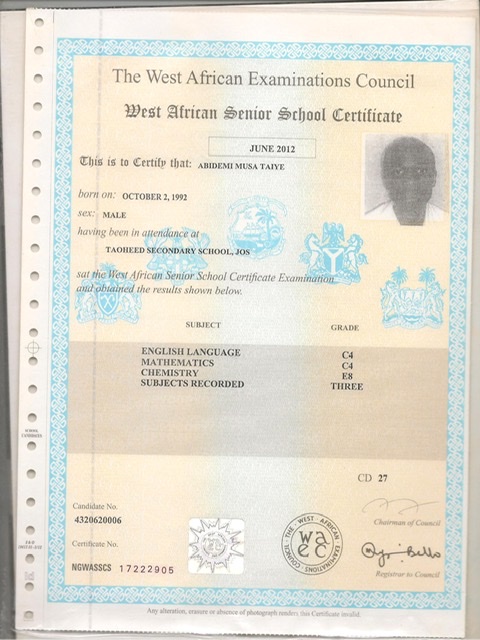 The West African Examinations Council
West African Senior School Certificate
JUNE 2012
This is to Certify that: ABIDEMI MUSA TAIYE
born on: OCTOBER 2, 1992
sex: MALE
having been in attendance at
TAOHEED SECONDARY SCHOOL, JOS
sat the West African Senior School Certificate Examination
and obtained the results shown below.
SUBJECT GRADE
ENGLISH LANGUAGE C4
MATHEMATICS C4
CHEMISTRY E8
SUBJECTS RECORDED THREE
CD 27
Candidate No.
4320620006
Chairman of Council
Certificate No.
NGWASSCS 17222905
THE WEST AFRICAN EXAMINATIONS COUNCIL
wa
ec
Registrar to Council
Any alteration, erasure or absence of photograph renders this Certificate invalid.